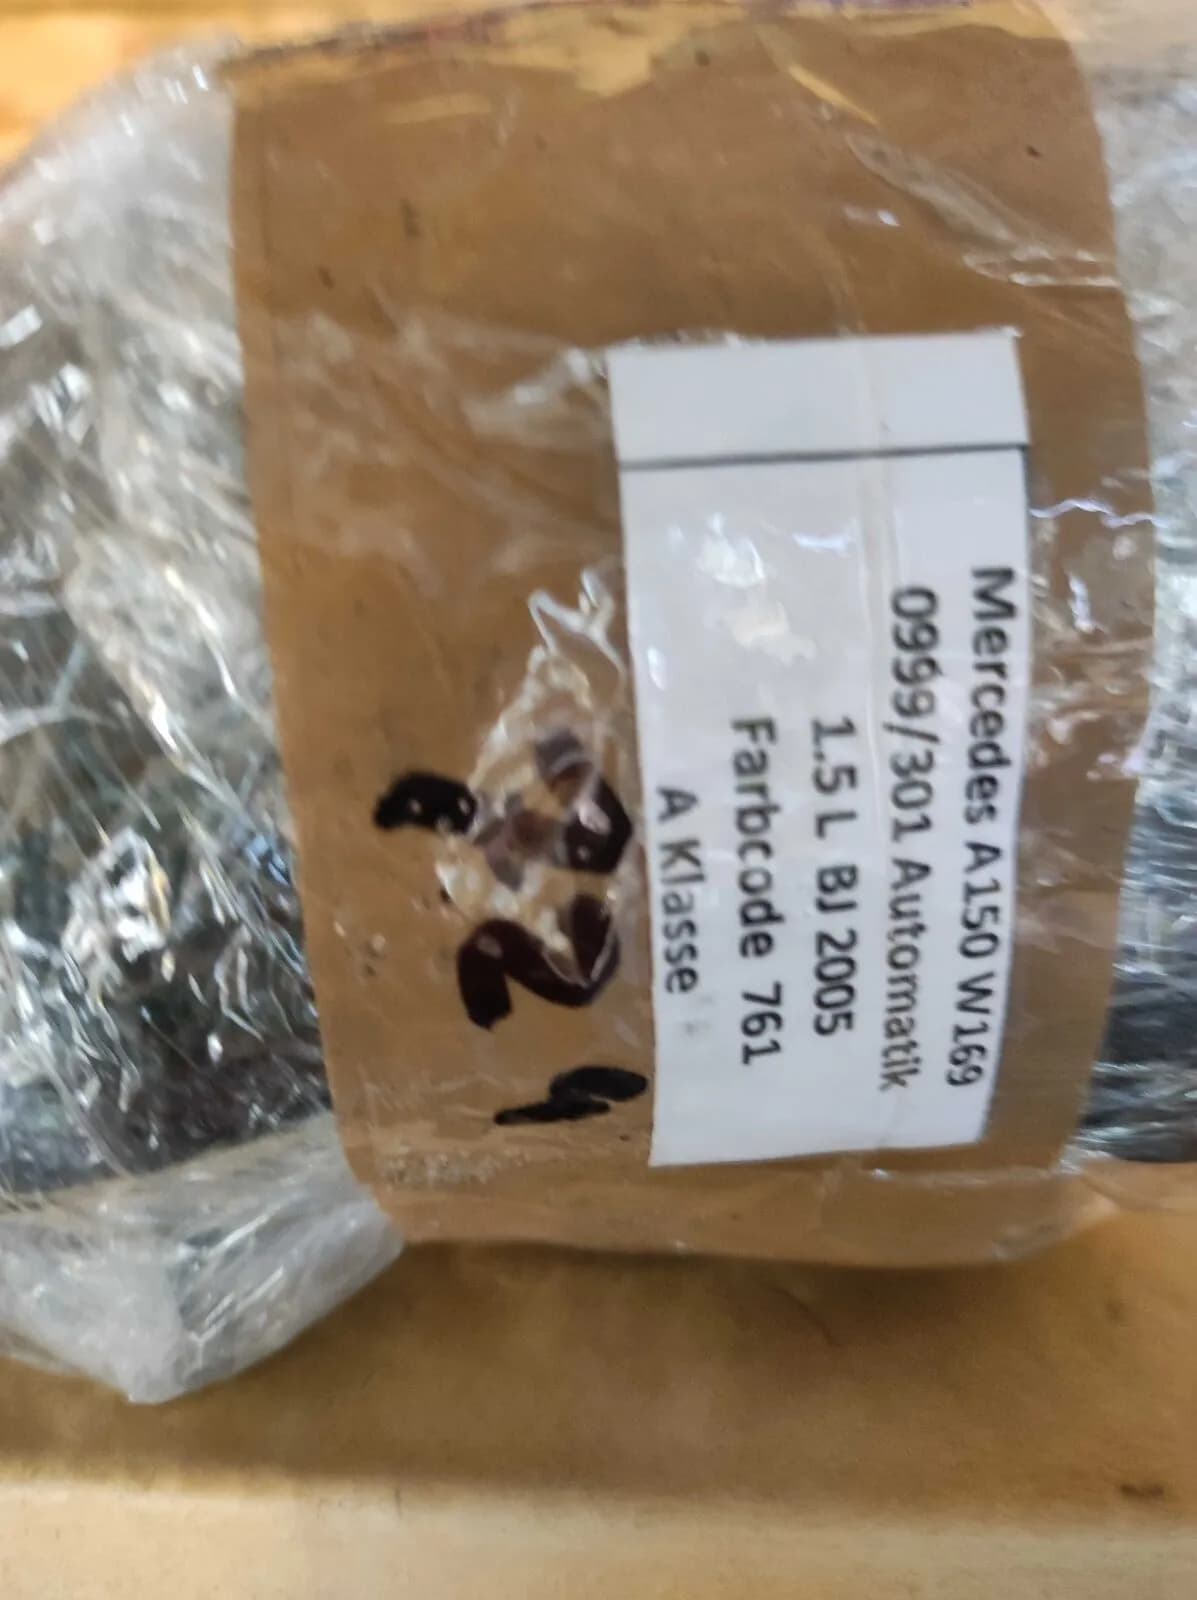 Mercedes A150 W169
0999/301 Automatik
1.5 L BJ 2005
Farbcode 761
A Klasse